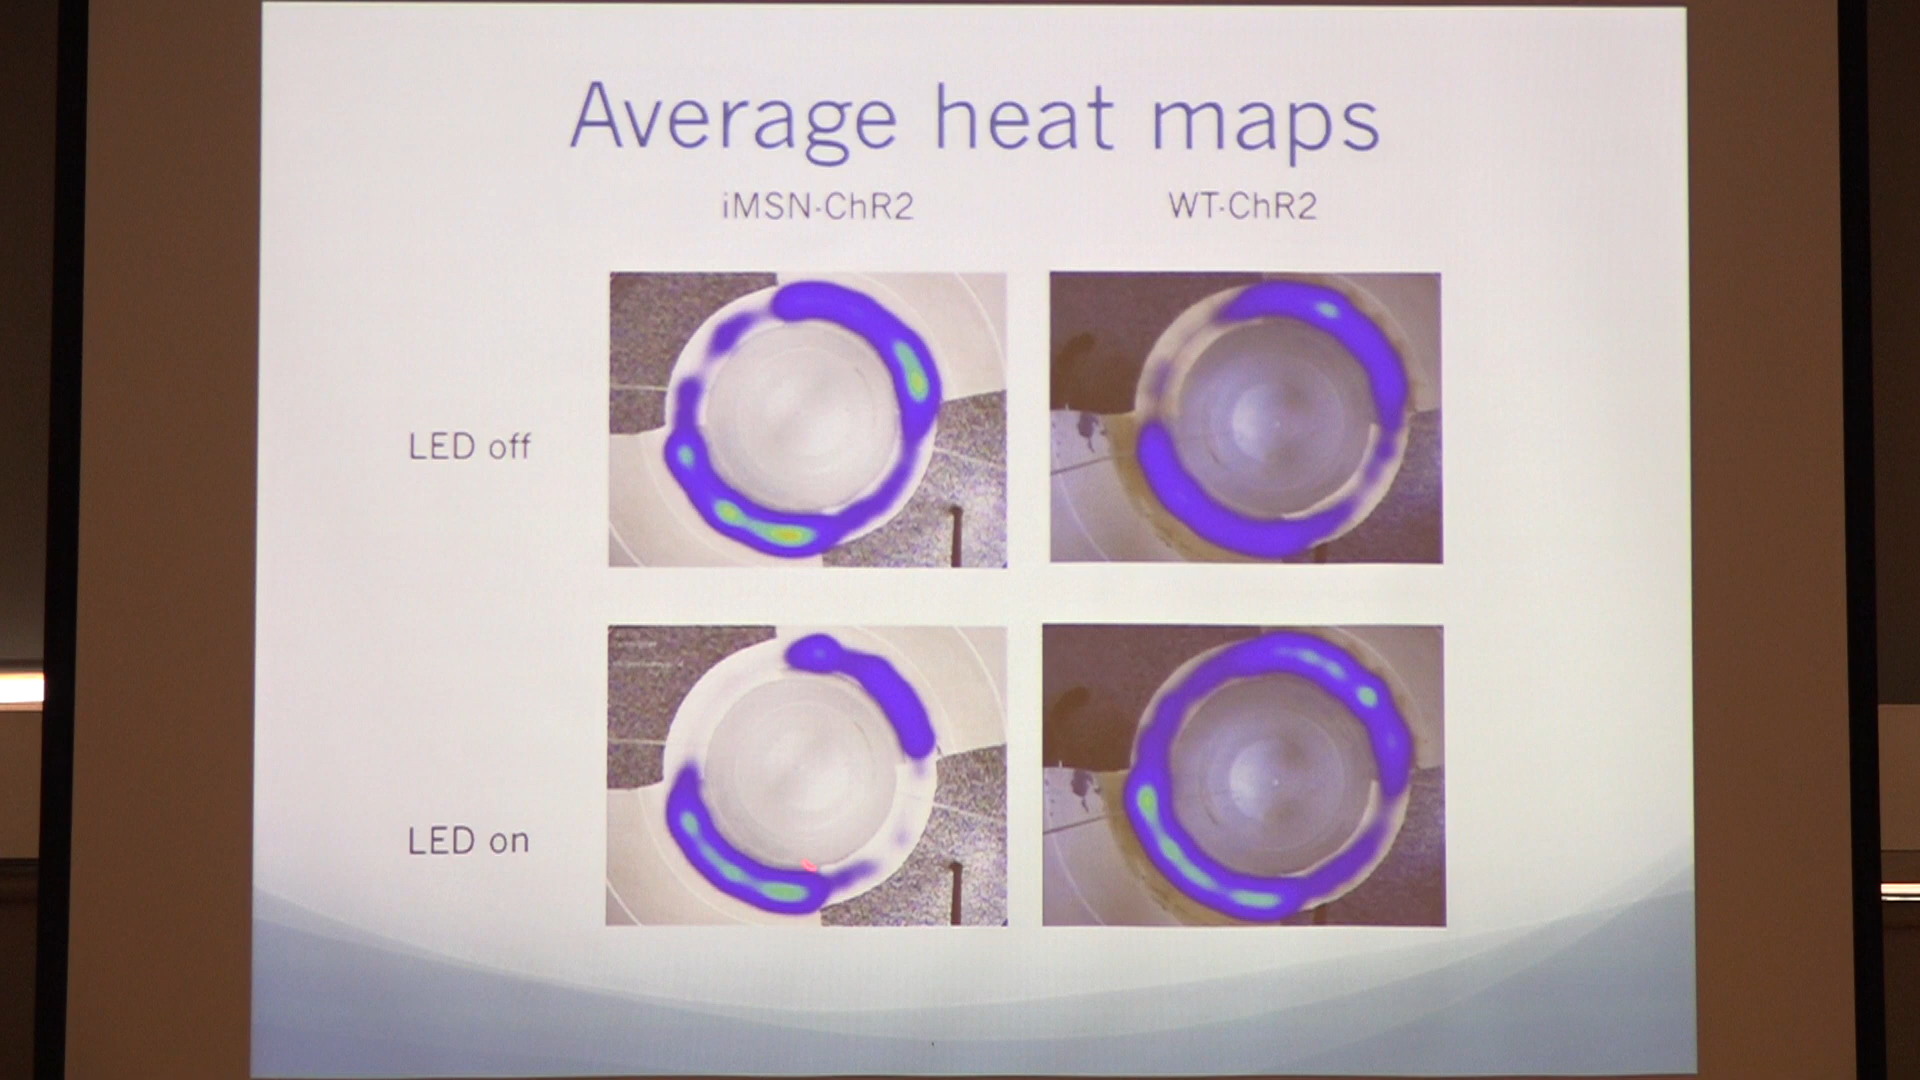 Average heat maps
iMSN-ChR2
WT-ChR2
LED off
LED on